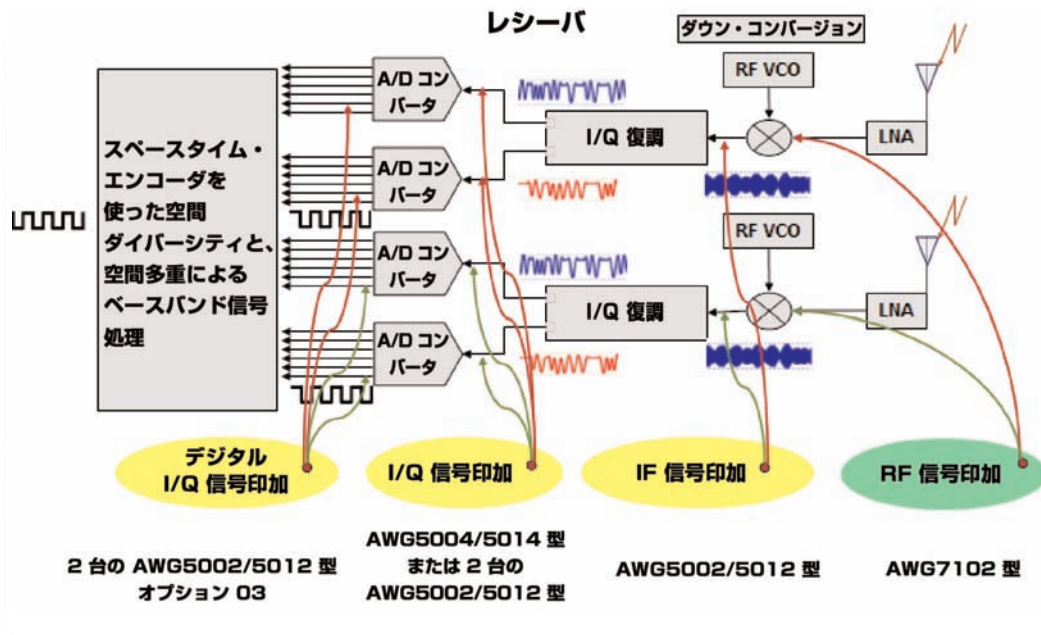 レシーバ
ダウン・コンバージョン
RF VCO
A/D コン
バータ
I/Q 復調
LNA
スペースタイム・
エンコーダを
使った空間
ダイバーシティと、
空間多重による
ベースバンド信号
処理
A/D コン
バータ
RF VCO
A/D コン
バータ
I/Q 復調
LNA
A/D コン
バータ
デジタル
I/Q 信号印加
I/Q 信号印加
IF 信号印加
RF 信号印加
2 台の AWG5002/5012 型
オプション 03
AWG5004/5014 型
または 2 台の
AWG5002/5012 型
AWG5002/5012 型
AWG7102 型